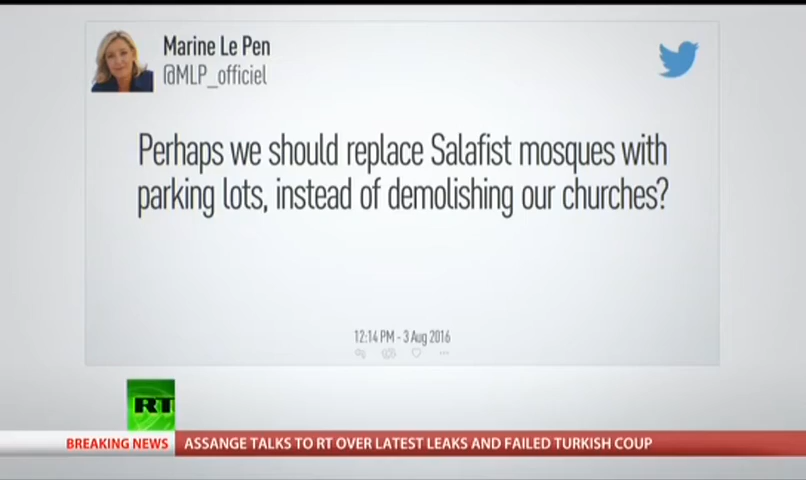 Marine Le Pen
@MLP_officiel
Perhaps we should replace Salafist mosques with
parking lots, instead of demolishing our churches?
12:14 PM - 3 Aug 2016
RT
BREAKING NEWS ASSANGE TALKS TO RT OVER LATEST LEAKS AND FAILED TURKISH COUP